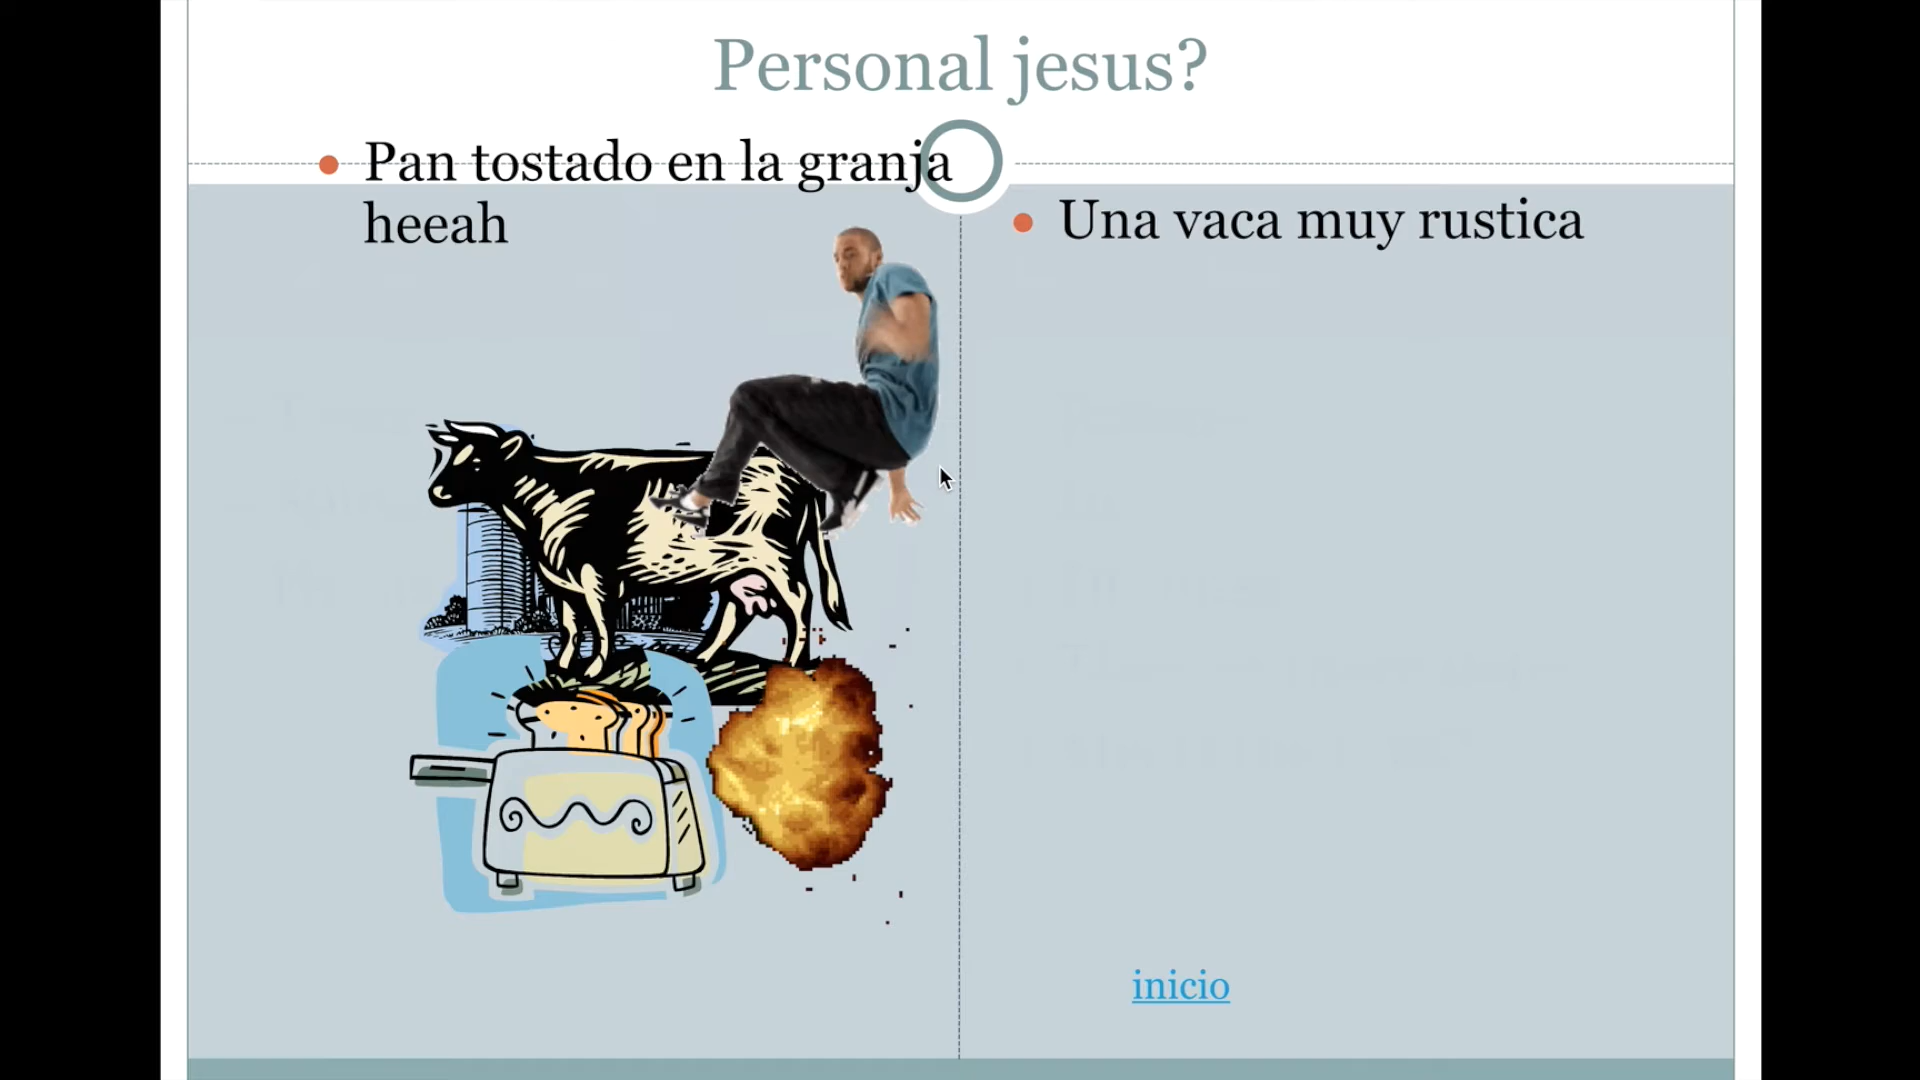 Personal jesus?
Pan tostado en la granja
heeah
Una vaca muy rustica
inicio